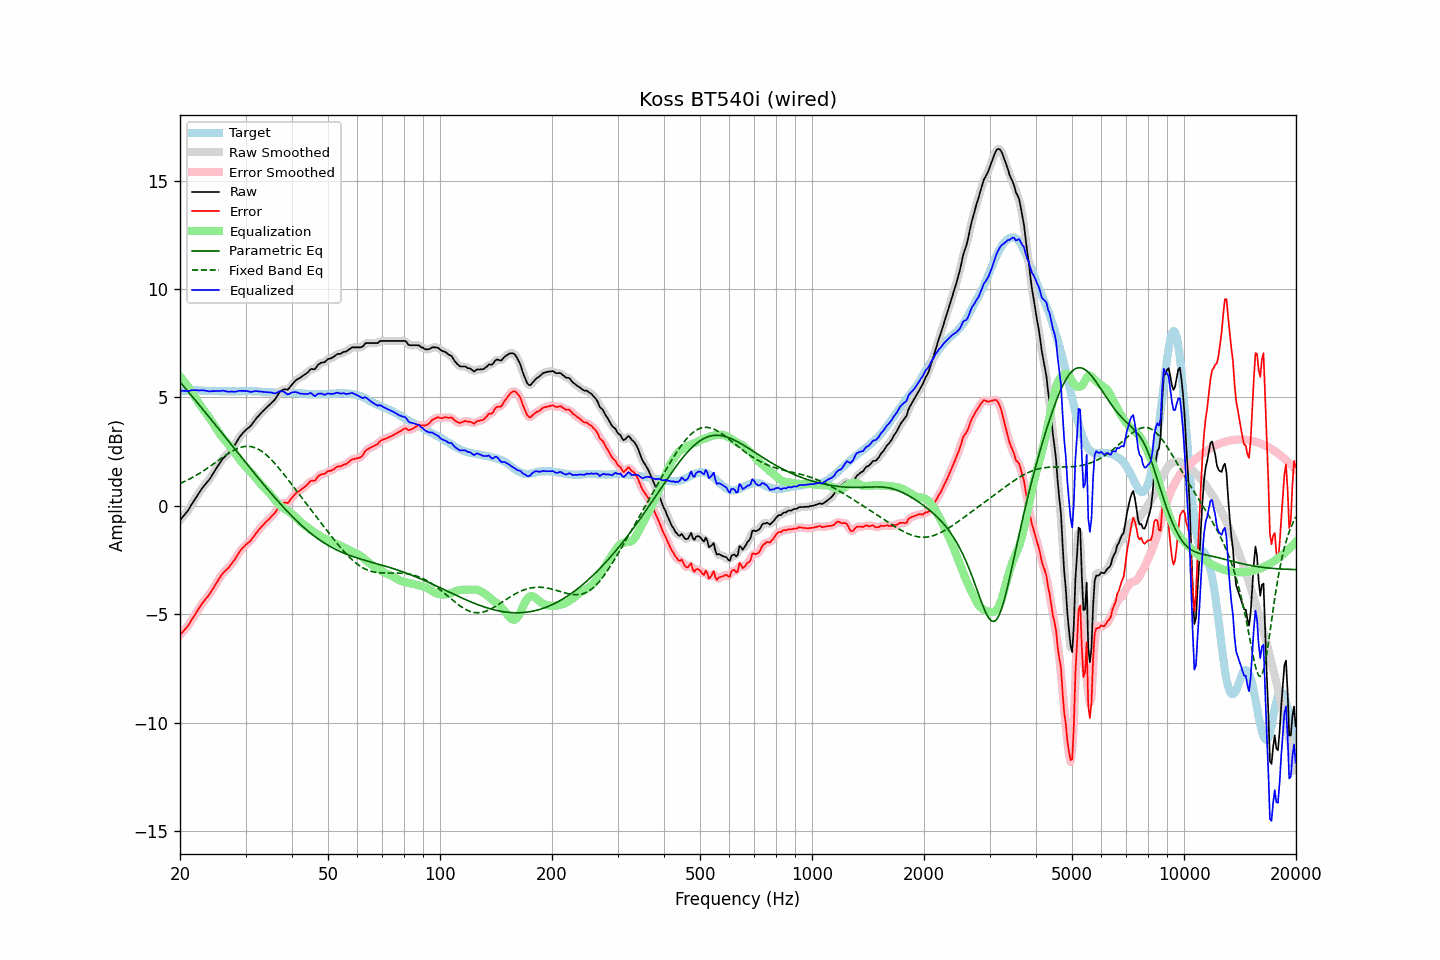 Koss BT540i (wired)
Target
Raw Smoothed
Error Smoothed
Raw
Error
Equalization
Parametric Eq
Fixed Band Eq
Equalized
Amplitude (dBr)
15
10
5
0
−5
−10
−15
20 50 100 200 500 1000 2000 5000 10000 20000
Frequency (Hz)